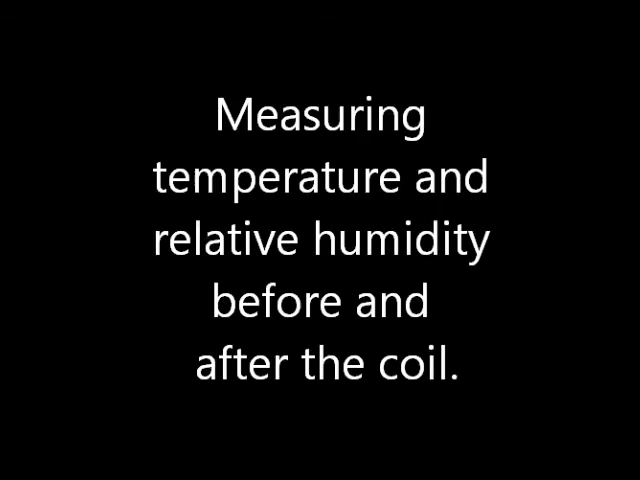 Measuring
temperature and
relative humidity
before and
after the coil.